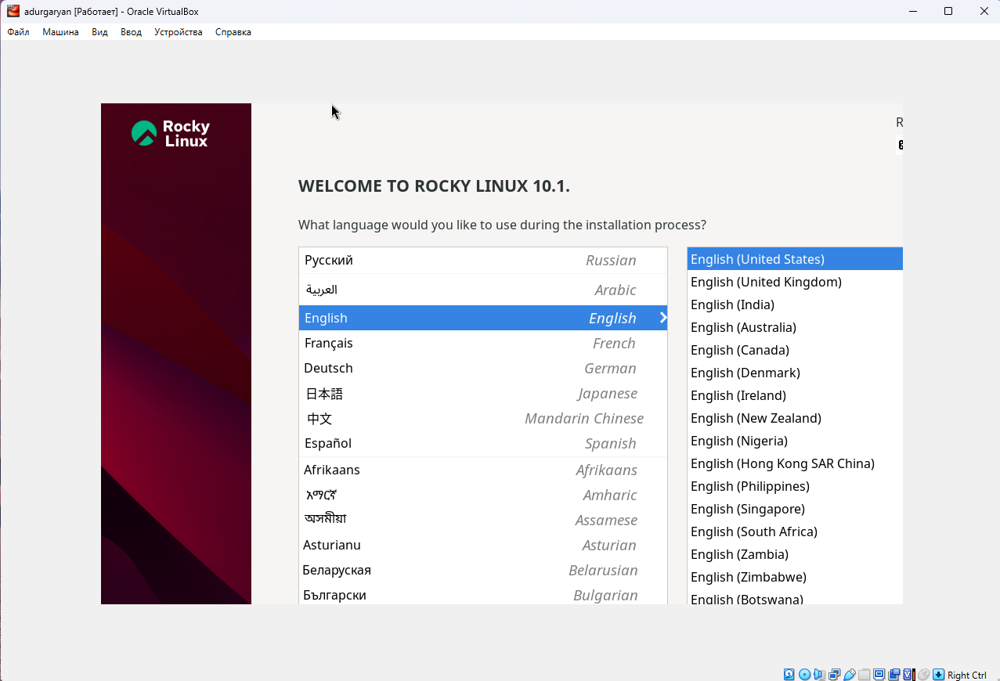 adurgaryan [Работает] - Oracle VirtualBox
Файл Машина Вид Ввод Устройства Справка
Rocky
Linux
R
WELCOME TO ROCKY LINUX 10.1.
What language would you like to use during the installation process?
Русский Russian
العربية Arabic
English English
Français French
Deutsch German
日本語 Japanese
中文 Mandarin Chinese
Español Spanish
Afrikaans Afrikaans
አማርኛ Amharic
অসমীয়া Assamese
Asturianu Asturian
Беларуская Belarusian
Български Bulgarian
English (United States)
English (United Kingdom)
English (India)
English (Australia)
English (Canada)
English (Denmark)
English (Ireland)
English (New Zealand)
English (Nigeria)
English (Hong Kong SAR China)
English (Philippines)
English (Singapore)
English (South Africa)
English (Zambia)
English (Zimbabwe)
English (Botswana)
Right Ctrl